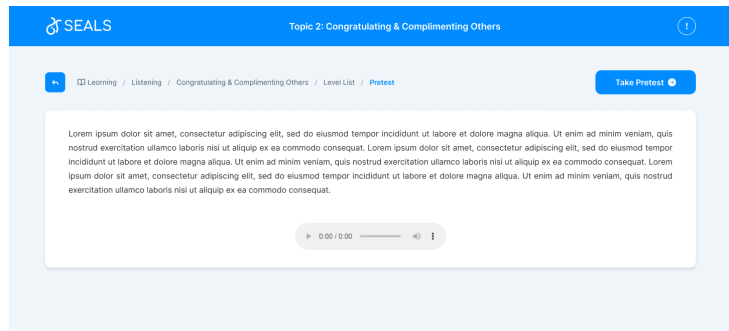 SEALS
Topic 2: Congratulating & Complimenting Others
!
Learning / Listening / Congratulating & Complimenting Others / Level List / Pretest
Take Pretest
Lorem ipsum dolor sit amet, consectetur adipiscing elit, sed do eiusmod tempor incididunt ut labore et dolore magna aliqua. Ut enim ad minim veniam, quis
nostrud exercitation ullamco laboris nisi ut aliquip ex ea commodo consequat. Lorem ipsum dolor sit amet, consectetur adipiscing elit, sed do eiusmod tempor
incididunt ut labore et dolore magna aliqua. Ut enim ad minim veniam, quis nostrud exercitation ullamco laboris nisi ut aliquip ex ea commodo consequat. Lorem
ipsum dolor sit amet, consectetur adipiscing elit, sed do eiusmod tempor incididunt ut labore et dolore magna aliqua. Ut enim ad minim veniam, quis nostrud
exercitation ullamco laboris nisi ut aliquip ex ea commodo consequat.
0:00 / 0:00